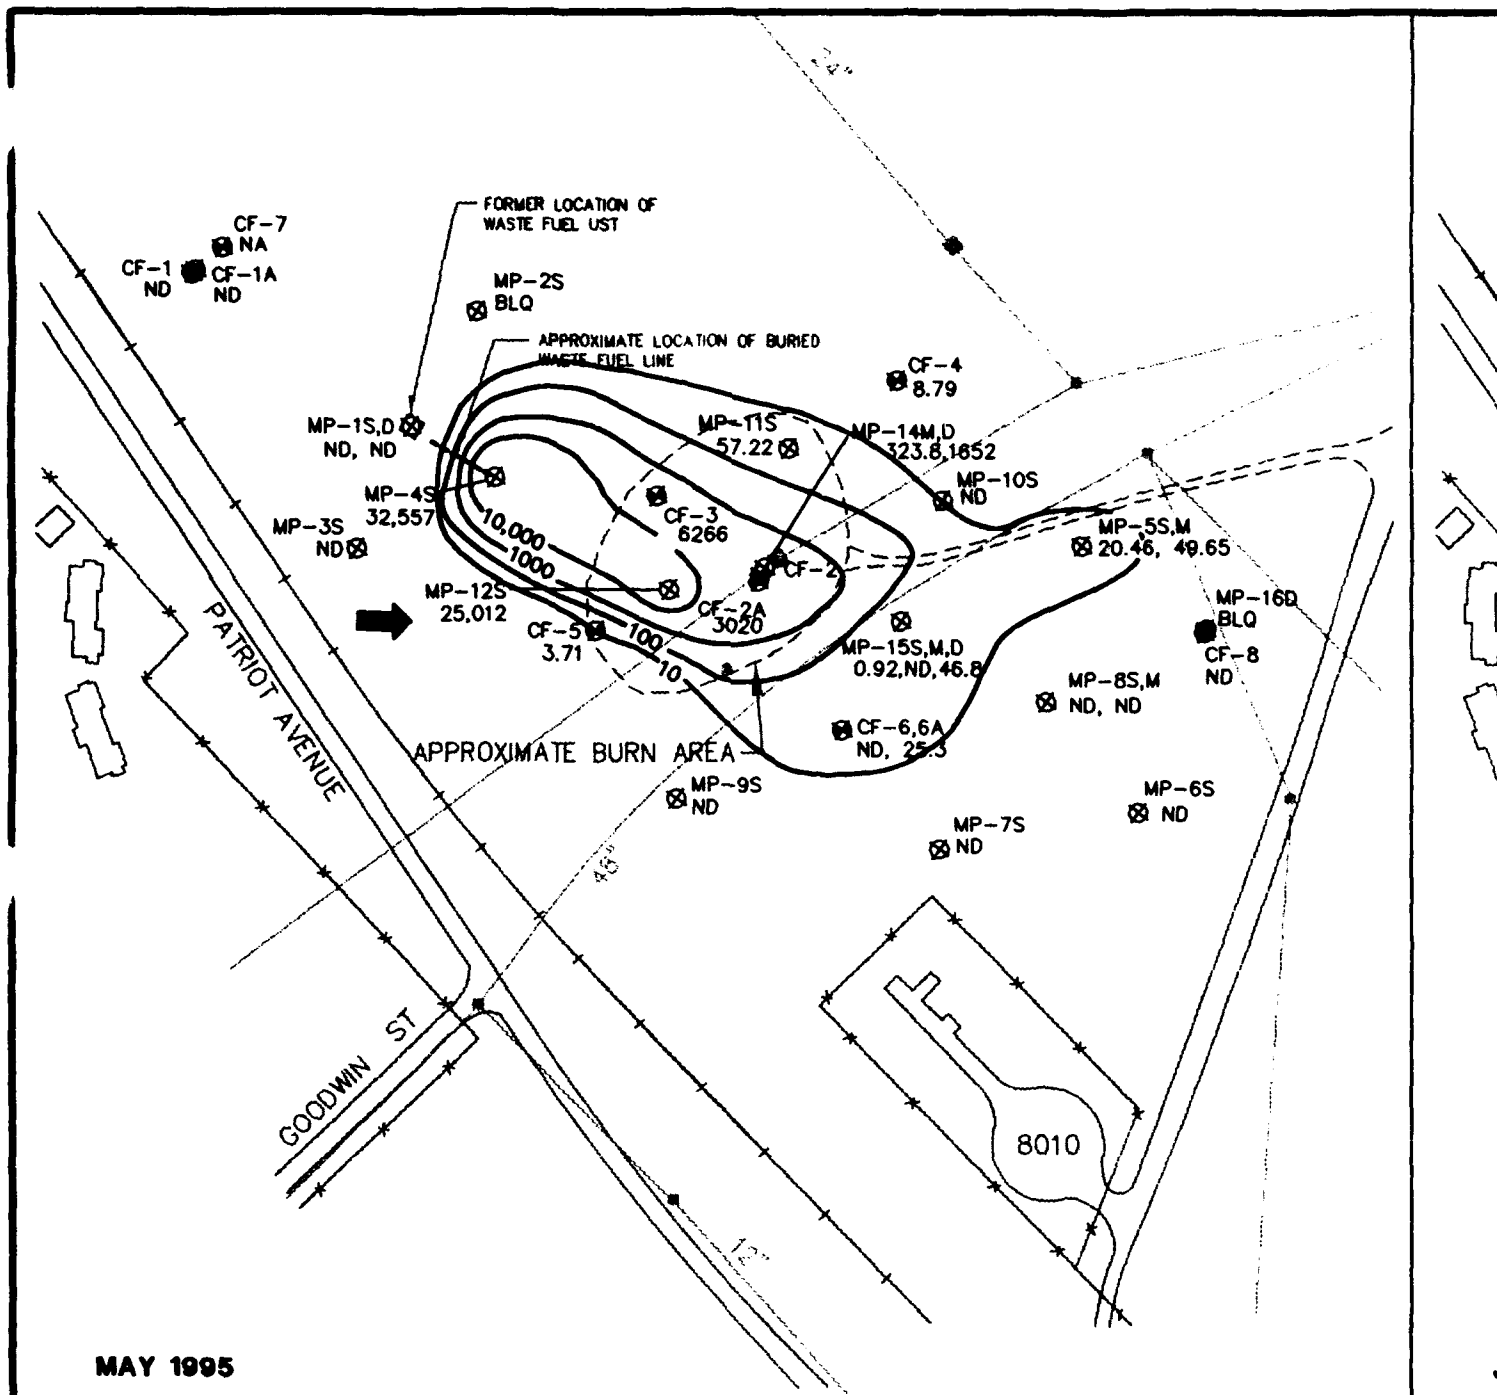 24"
FORMER LOCATION OF
WASTE FUEL UST
CF-7
NA
CF-1
ND
CF-1A
ND
MP-2S
BLQ
APPROXIMATE LOCATION OF BURIED
WASTE FUEL LINE
CF-4
8.79
MP-1S,D
ND, ND
MP-11S
57.22
MP-14M,D
323.8,1652
MP-10S
ND
MP-4S
32,557
CF-3
6266
MP-3S
ND
10,000
1000
100
10
MP-5S,M
20.46, 49.65
CF-2
MP-12S
25,012
CF-2A
3020
MP-16D
BLQ
CF-8
ND
CF-5
3.71
MP-15S,M,D
0.92,ND,46.8
MP-8S,M
ND, ND
CF-6,6A
ND, 25.3
APPROXIMATE BURN AREA
PATRIOT AVENUE
MP-9S
ND
MP-6S
ND
MP-7S
ND
48"
GOODWIN ST
8010
12"
MAY 1995